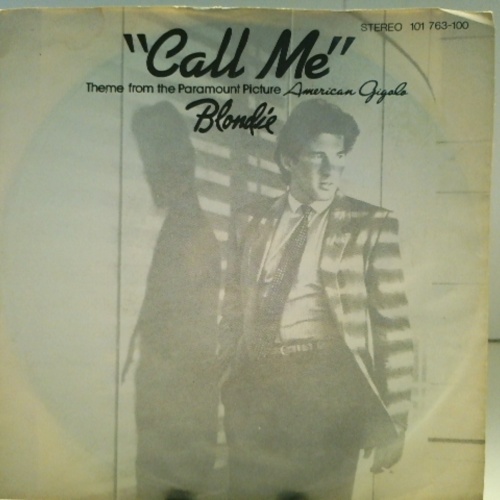 STEREO 101 763-100
"Call Me"
Theme from the Paramount Picture American Gigolo
Blondie